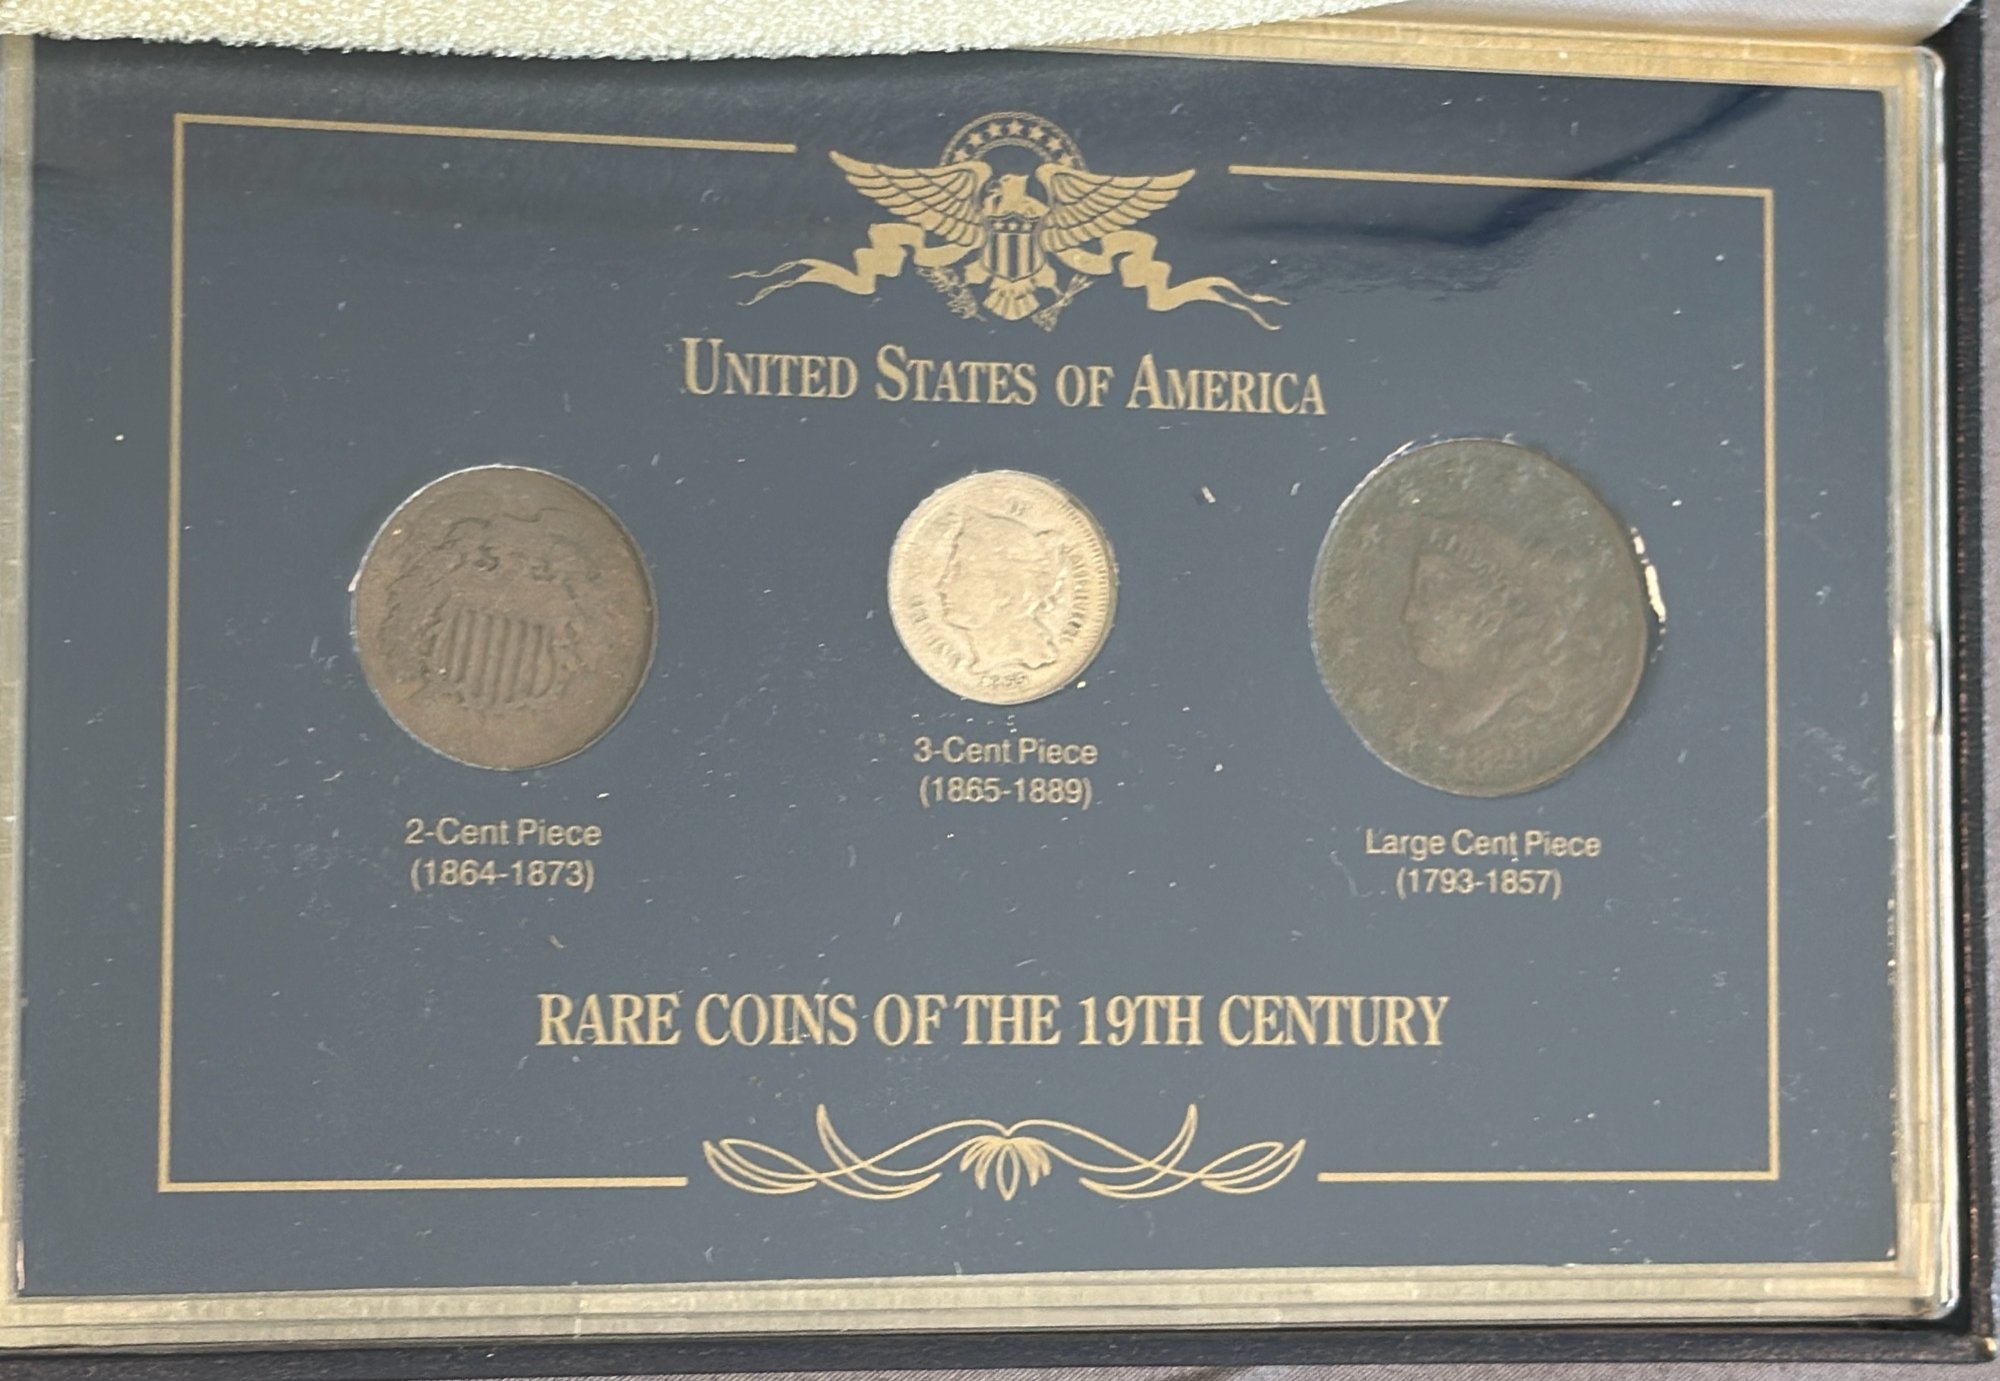 UNITED STATES OF AMERICA
3-Cent Piece
(1865-1889)
2-Cent Piece
(1864-1873)
Large Cent Piece
(1793-1857)
RARE COINS OF THE 19TH CENTURY